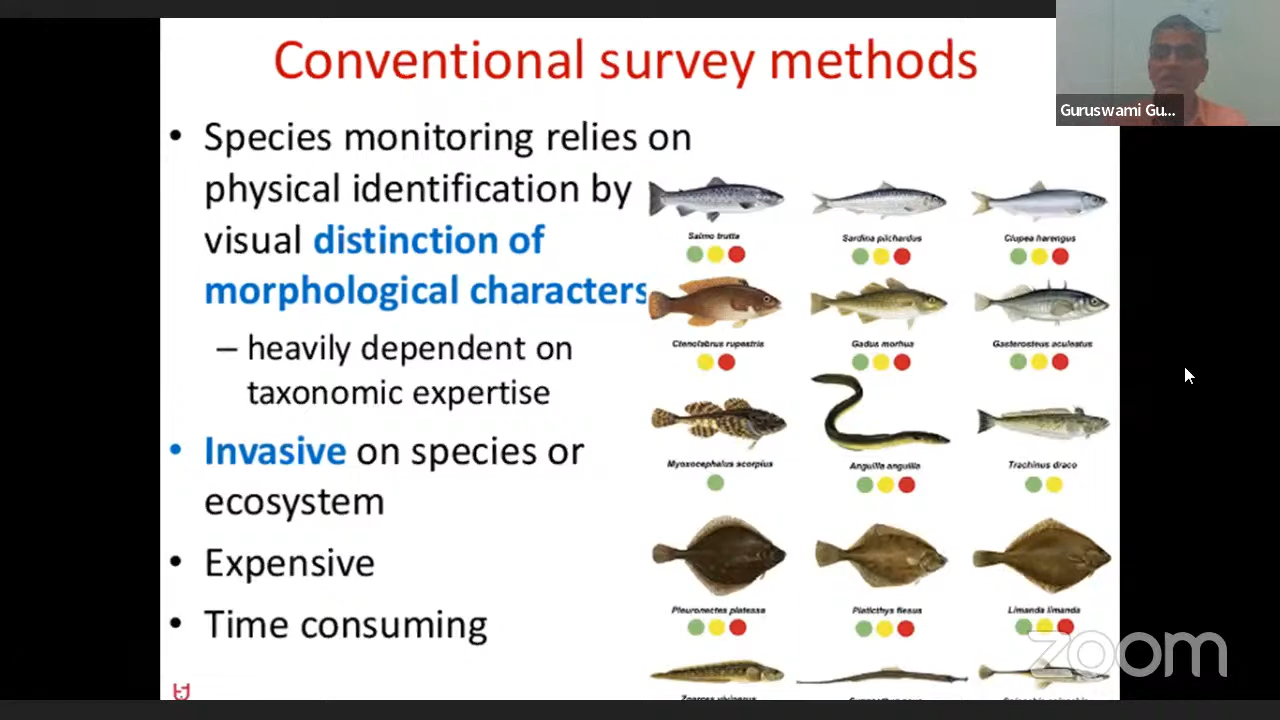 Conventional survey methods
Guruswami Gu...
• Species monitoring relies on
physical identification by
visual distinction of
morphological characters
– heavily dependent on
taxonomic expertise
• Invasive on species or
ecosystem
• Expensive
• Time consuming
Salmo trutta
Sardina pilchardus
Clupea harengus
Ctenolabrus rupestris
Gadus morhua
Gasterosteus aculeatus
Myoxocephalus scorpius
Anguilla anguilla
Trachinus draco
Pleuronectes platessa
Platicthys flesus
Limanda limanda
zoom